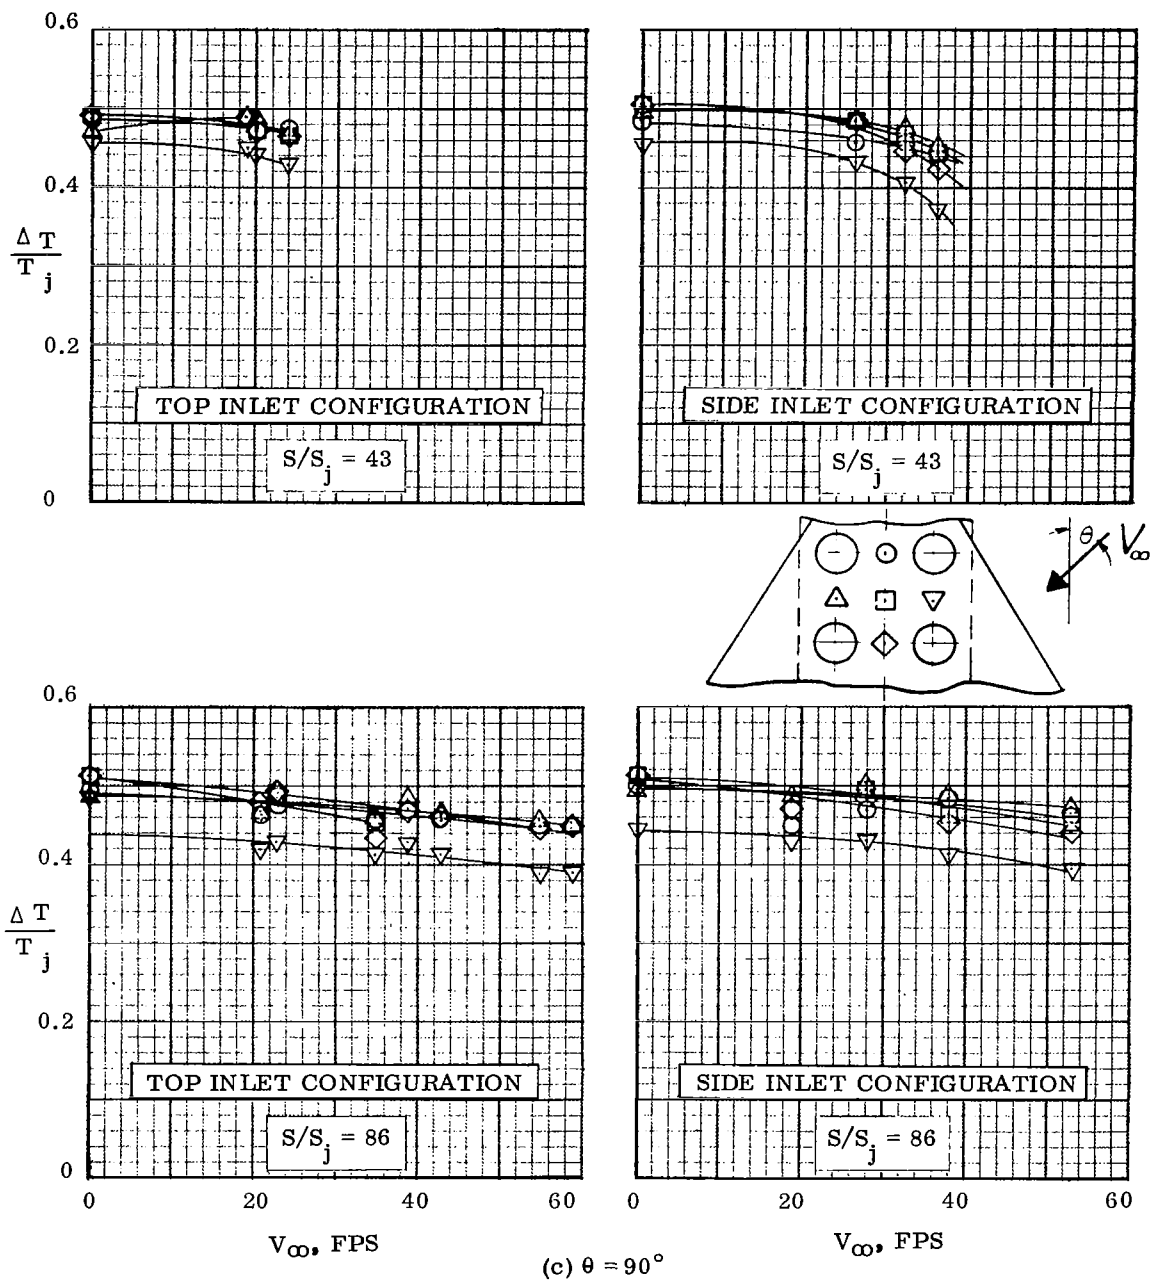 0.6
0.4
Δ T
T j
0.2
0
TOP INLET CONFIGURATION
S/S j = 43
SIDE INLET CONFIGURATION
S/S j = 43
θ V∞
0.6
0.4
Δ T
T j
0.2
0
TOP INLET CONFIGURATION
S/S j = 86
SIDE INLET CONFIGURATION
S/S j = 86
0 20 40 60
0 20 40 60
V∞, FPS
V∞, FPS
(c) θ = 90°